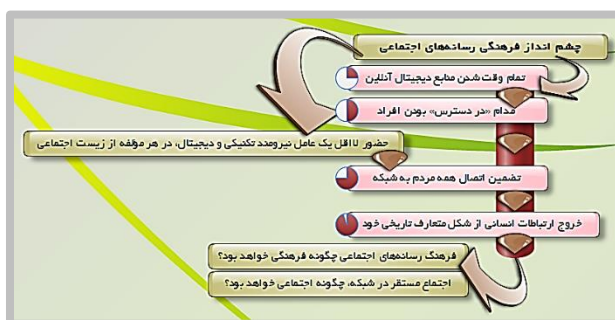 چشم انداز فرهنگی رسانه‌های اجتماعی
تمام وقت شدن منابع دیجیتال آنلاین
مدام «در دسترس» بودن افراد
حضور لااقل یک عامل نیرومند تکنیکی و دیجیتال، در هر مؤلفه از زیست اجتماعی
تضمین اتصال همه مردم به شبکه
خروج ارتباطات انسانی از شکل متعارف تاریخی خود
فرهنگ رسانه‌های اجتماعی چگونه فرهنگی خواهد بود؟
اجتماع مستقر در شبکه، چگونه اجتماعی خواهد بود؟